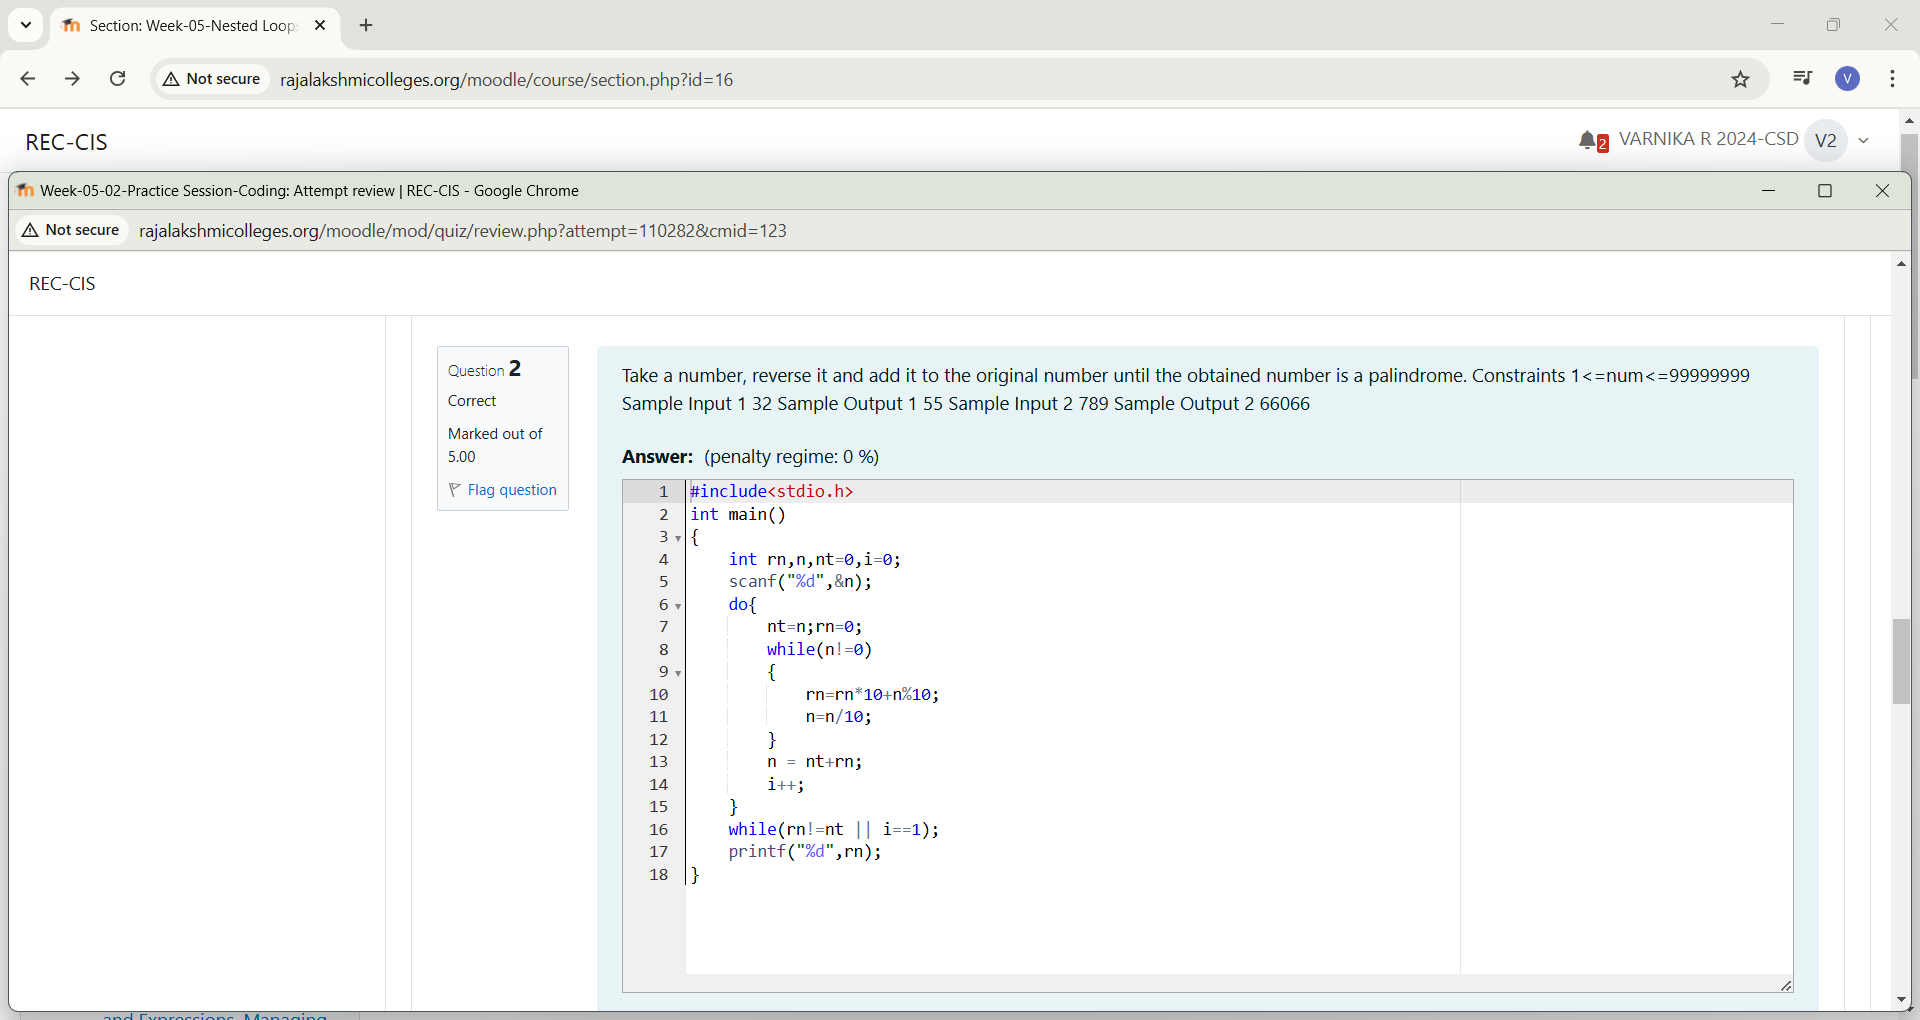 Section: Week-05-Nested Loop
Not secure
rajalakshmicolleges.org/moodle/course/section.php?id=16
V
REC-CIS
2
VARNIKA R 2024-CSD
V2
Week-05-02-Practice Session-Coding: Attempt review | REC-CIS - Google Chrome
Not secure
rajalakshmicolleges.org/moodle/mod/quiz/review.php?attempt=110282&cmid=123
REC-CIS
Question 2
Correct
Marked out of
5.00
Flag question
Take a number, reverse it and add it to the original number until the obtained number is a palindrome. Constraints 1<=num<=99999999
Sample Input 1 32 Sample Output 1 55 Sample Input 2 789 Sample Output 2 66066
Answer: (penalty regime: 0 %)
1 #include<stdio.h>
2 int main()
3 {
4 int rn,n,nt=0,i=0;
5 scanf("%d",&n);
6 do{
7 nt=n;rn=0;
8 while(n!=0)
9 {
10 rn=rn*10+n%10;
11 n=n/10;
12 }
13 n = nt+rn;
14 i++;
15 }
16 while(rn!=nt || i==1);
17 printf("%d",rn);
18 }
and Expressions, Managing